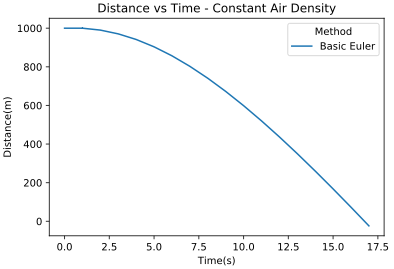 Distance vs Time - Constant Air Density
Method
Basic Euler
1000
800
600
400
200
0
Distance(m)
0.0 2.5 5.0 7.5 10.0 12.5 15.0 17.5
Time(s)